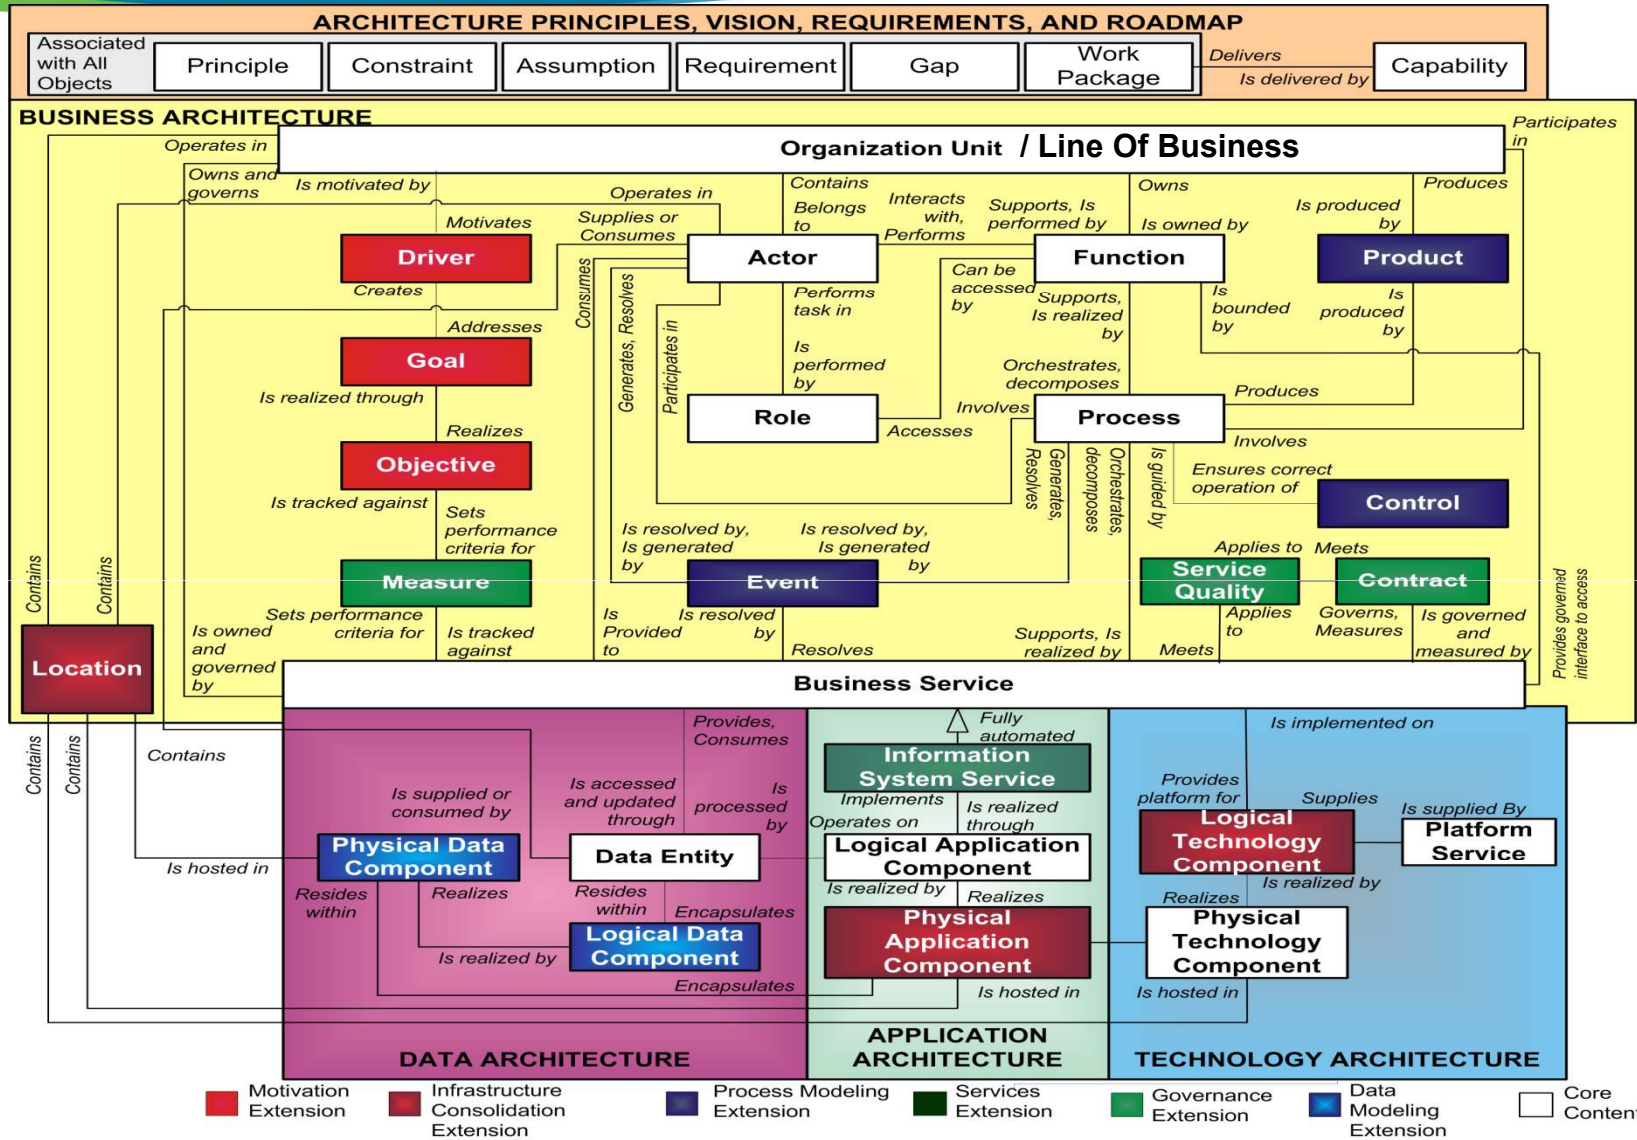 ARCHITECTURE PRINCIPLES, VISION, REQUIREMENTS, AND ROADMAP
Associated
with All
Objects
Principle
Constraint
Assumption
Requirement
Gap
Work
Package
Delivers
Is delivered by
Capability
BUSINESS ARCHITECTURE
Participates
in
Operates in
Organization Unit / Line Of Business
Owns and
governs
Is motivated by
Operates in
Contains
Belongs
to
Interacts
with,
Performs
Supports, Is
performed by
Owns
Is owned by
Produces
Is produced
by
Motivates
Supplies or
Consumes
Driver
Actor
Function
Product
Creates
Consumes
Generates, Resolves
Participates in
Performs
task in
Can be
accessed
by
Supports,
Is realized
by
Is
bounded
by
Is
produced
by
Addresses
Goal
Is
performed
by
Orchestrates,
decomposes
Is realized through
Produces
Role
Involves
Process
Accesses
Involves
Realizes
Objective
Is tracked against
Sets
performance
criteria for
Generates,
Resolves
Orchestrates,
decomposes
Is guided by
Ensures correct
operation of
Control
Is resolved by,
Is generated
by
Is resolved by,
Is generated
by
Applies to
Meets
Contains
Contains
Measure
Event
Service
Quality
Contract
Provides governed
interface to access
Sets performance
criteria for
Is tracked
against
Is
Provided
to
Is resolved
by
Resolves
Supports, Is
realized by
Meets
Applies
to
Governs,
Measures
Is governed
and
measured by
Location
Is owned
and
governed
by
Business Service
Contains
Contains
Contains
Provides,
Consumes
Fully
automated
Is implemented on
Information
System Service
Is supplied or
consumed by
Is accessed
and updated
through
Is
processed
by
Implements
Operates on
Is realized
through
Provides
platform for
Supplies
Is supplied By
Physical Data
Component
Data Entity
Logical Application
Component
Logical
Technology
Component
Platform
Service
Is hosted in
Resides
within
Realizes
Resides
within
Encapsulates
Is realized by
Realizes
Is realized by
Realizes
Logical Data
Component
Physical
Application
Component
Physical
Technology
Component
Is realized by
Encapsulates
Is hosted in
Is hosted in
DATA ARCHITECTURE
APPLICATION
ARCHITECTURE
TECHNOLOGY ARCHITECTURE
Motivation
Extension
Infrastructure
Consolidation
Extension
Process Modeling
Extension
Services
Extension
Governance
Extension
Data
Modeling
Extension
Core
Content